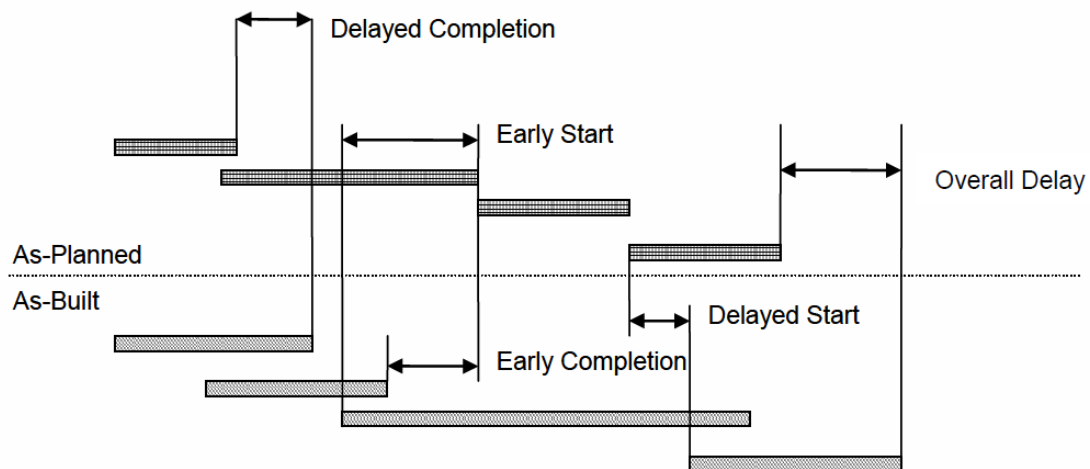 Delayed Completion
Early Start
Overall Delay
As-Planned
As-Built
Delayed Start
Early Completion